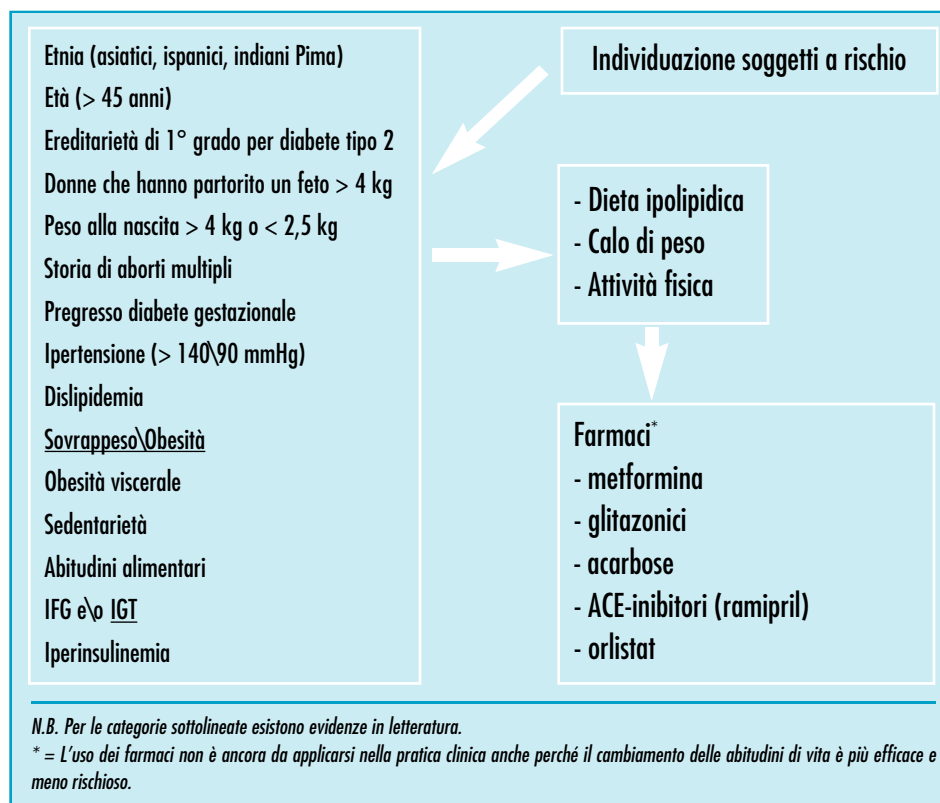 Individuazione soggetti a rischio
Etnia (asiatici, ispanici, indiani Pima)
Età (> 45 anni)
Ereditarietà di 1° grado per diabete tipo 2
Donne che hanno partorito un feto > 4 kg
Peso alla nascita > 4 kg o < 2,5 kg
Storia di aborti multipli
Pregresso diabete gestazionale
Ipertensione (> 140\90 mmHg)
Dislipidemia
Sovrappeso\Obesità
Obesità viscerale
Sedentarietà
Abitudini alimentari
IFG e\o IGT
Iperinsulinemia
- Dieta ipolipidica
- Calo di peso
- Attività fisica
Farmaci*
- metformina
- glitazonici
- acarbose
- ACE-inibitori (ramipril)
- orlistat
N.B. Per le categorie sottolineate esistono evidenze in letteratura.
* = L'uso dei farmaci non è ancora da applicarsi nella pratica clinica anche perché il cambiamento delle abitudini di vita è più efficace e
meno rischioso.